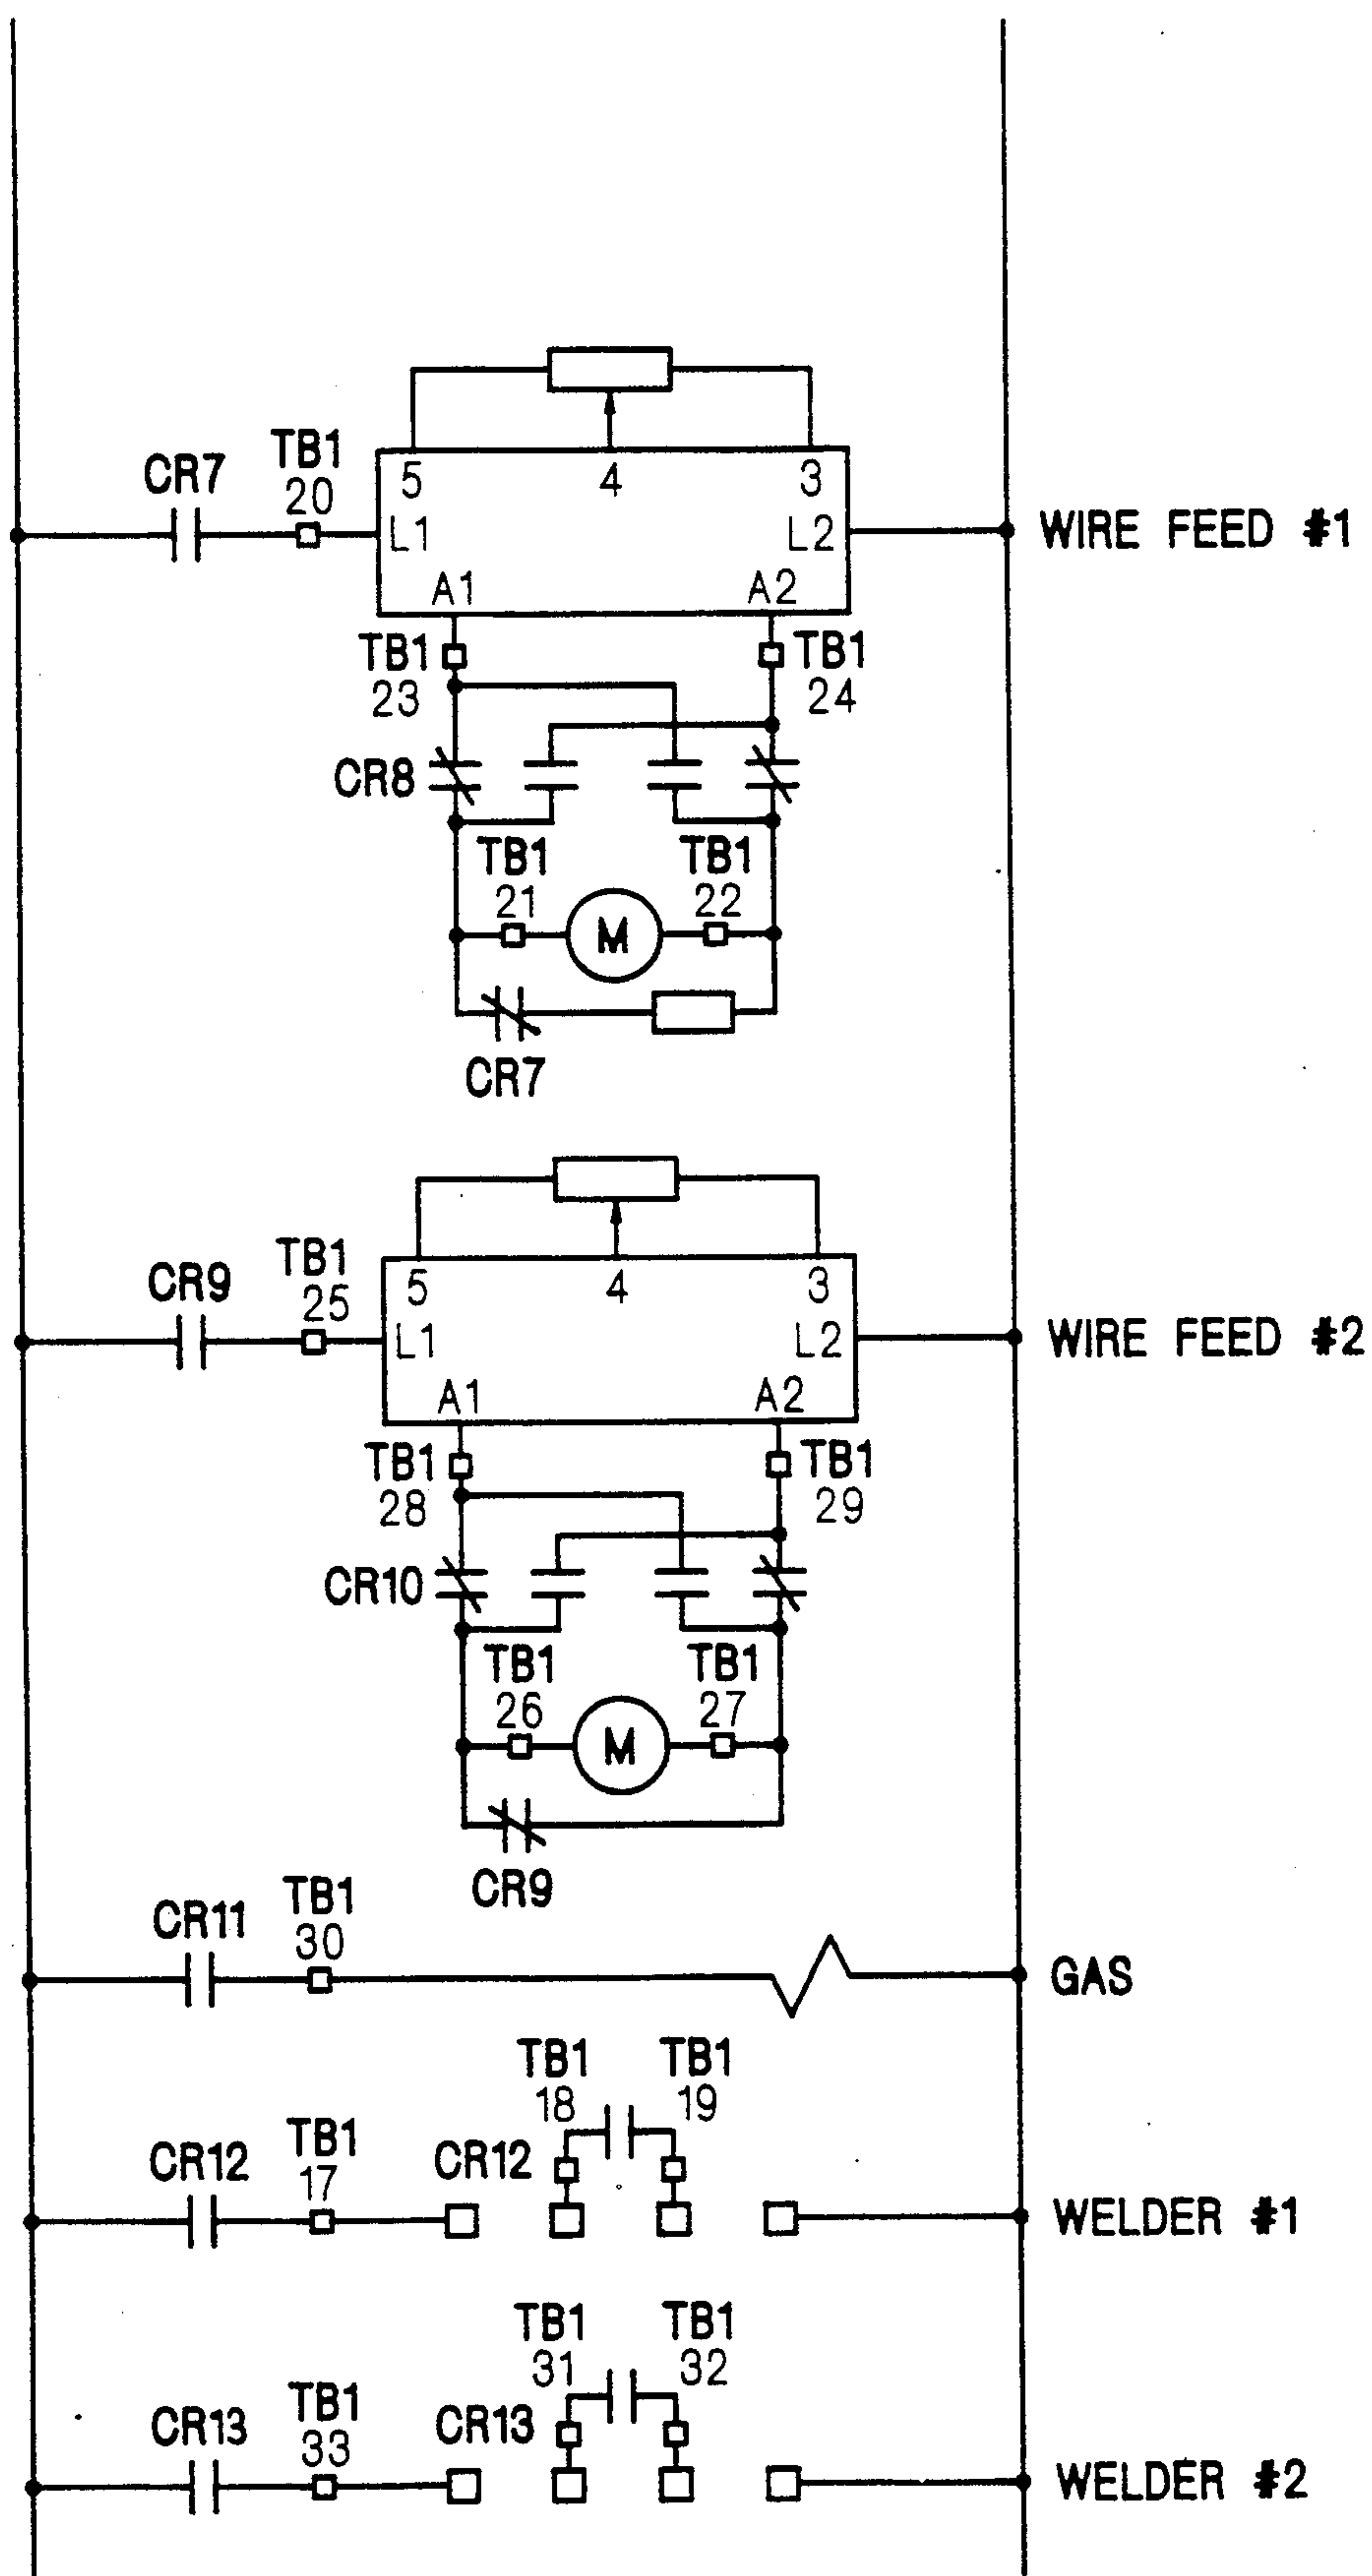 CR7
TB1
20
5
4
3
L1
L2
WIRE FEED #1
A1
A2
TB1
23
TB1
24
CR8
TB1
21
TB1
22
M
CR7
CR9
TB1
25
5
4
3
L1
L2
WIRE FEED #2
A1
A2
TB1
28
TB1
29
CR10
TB1
26
TB1
27
M
CR9
CR11
TB1
30
GAS
TB1
18
TB1
19
CR12
TB1
17
CR12
WELDER #1
TB1
31
TB1
32
CR13
TB1
33
CR13
WELDER #2